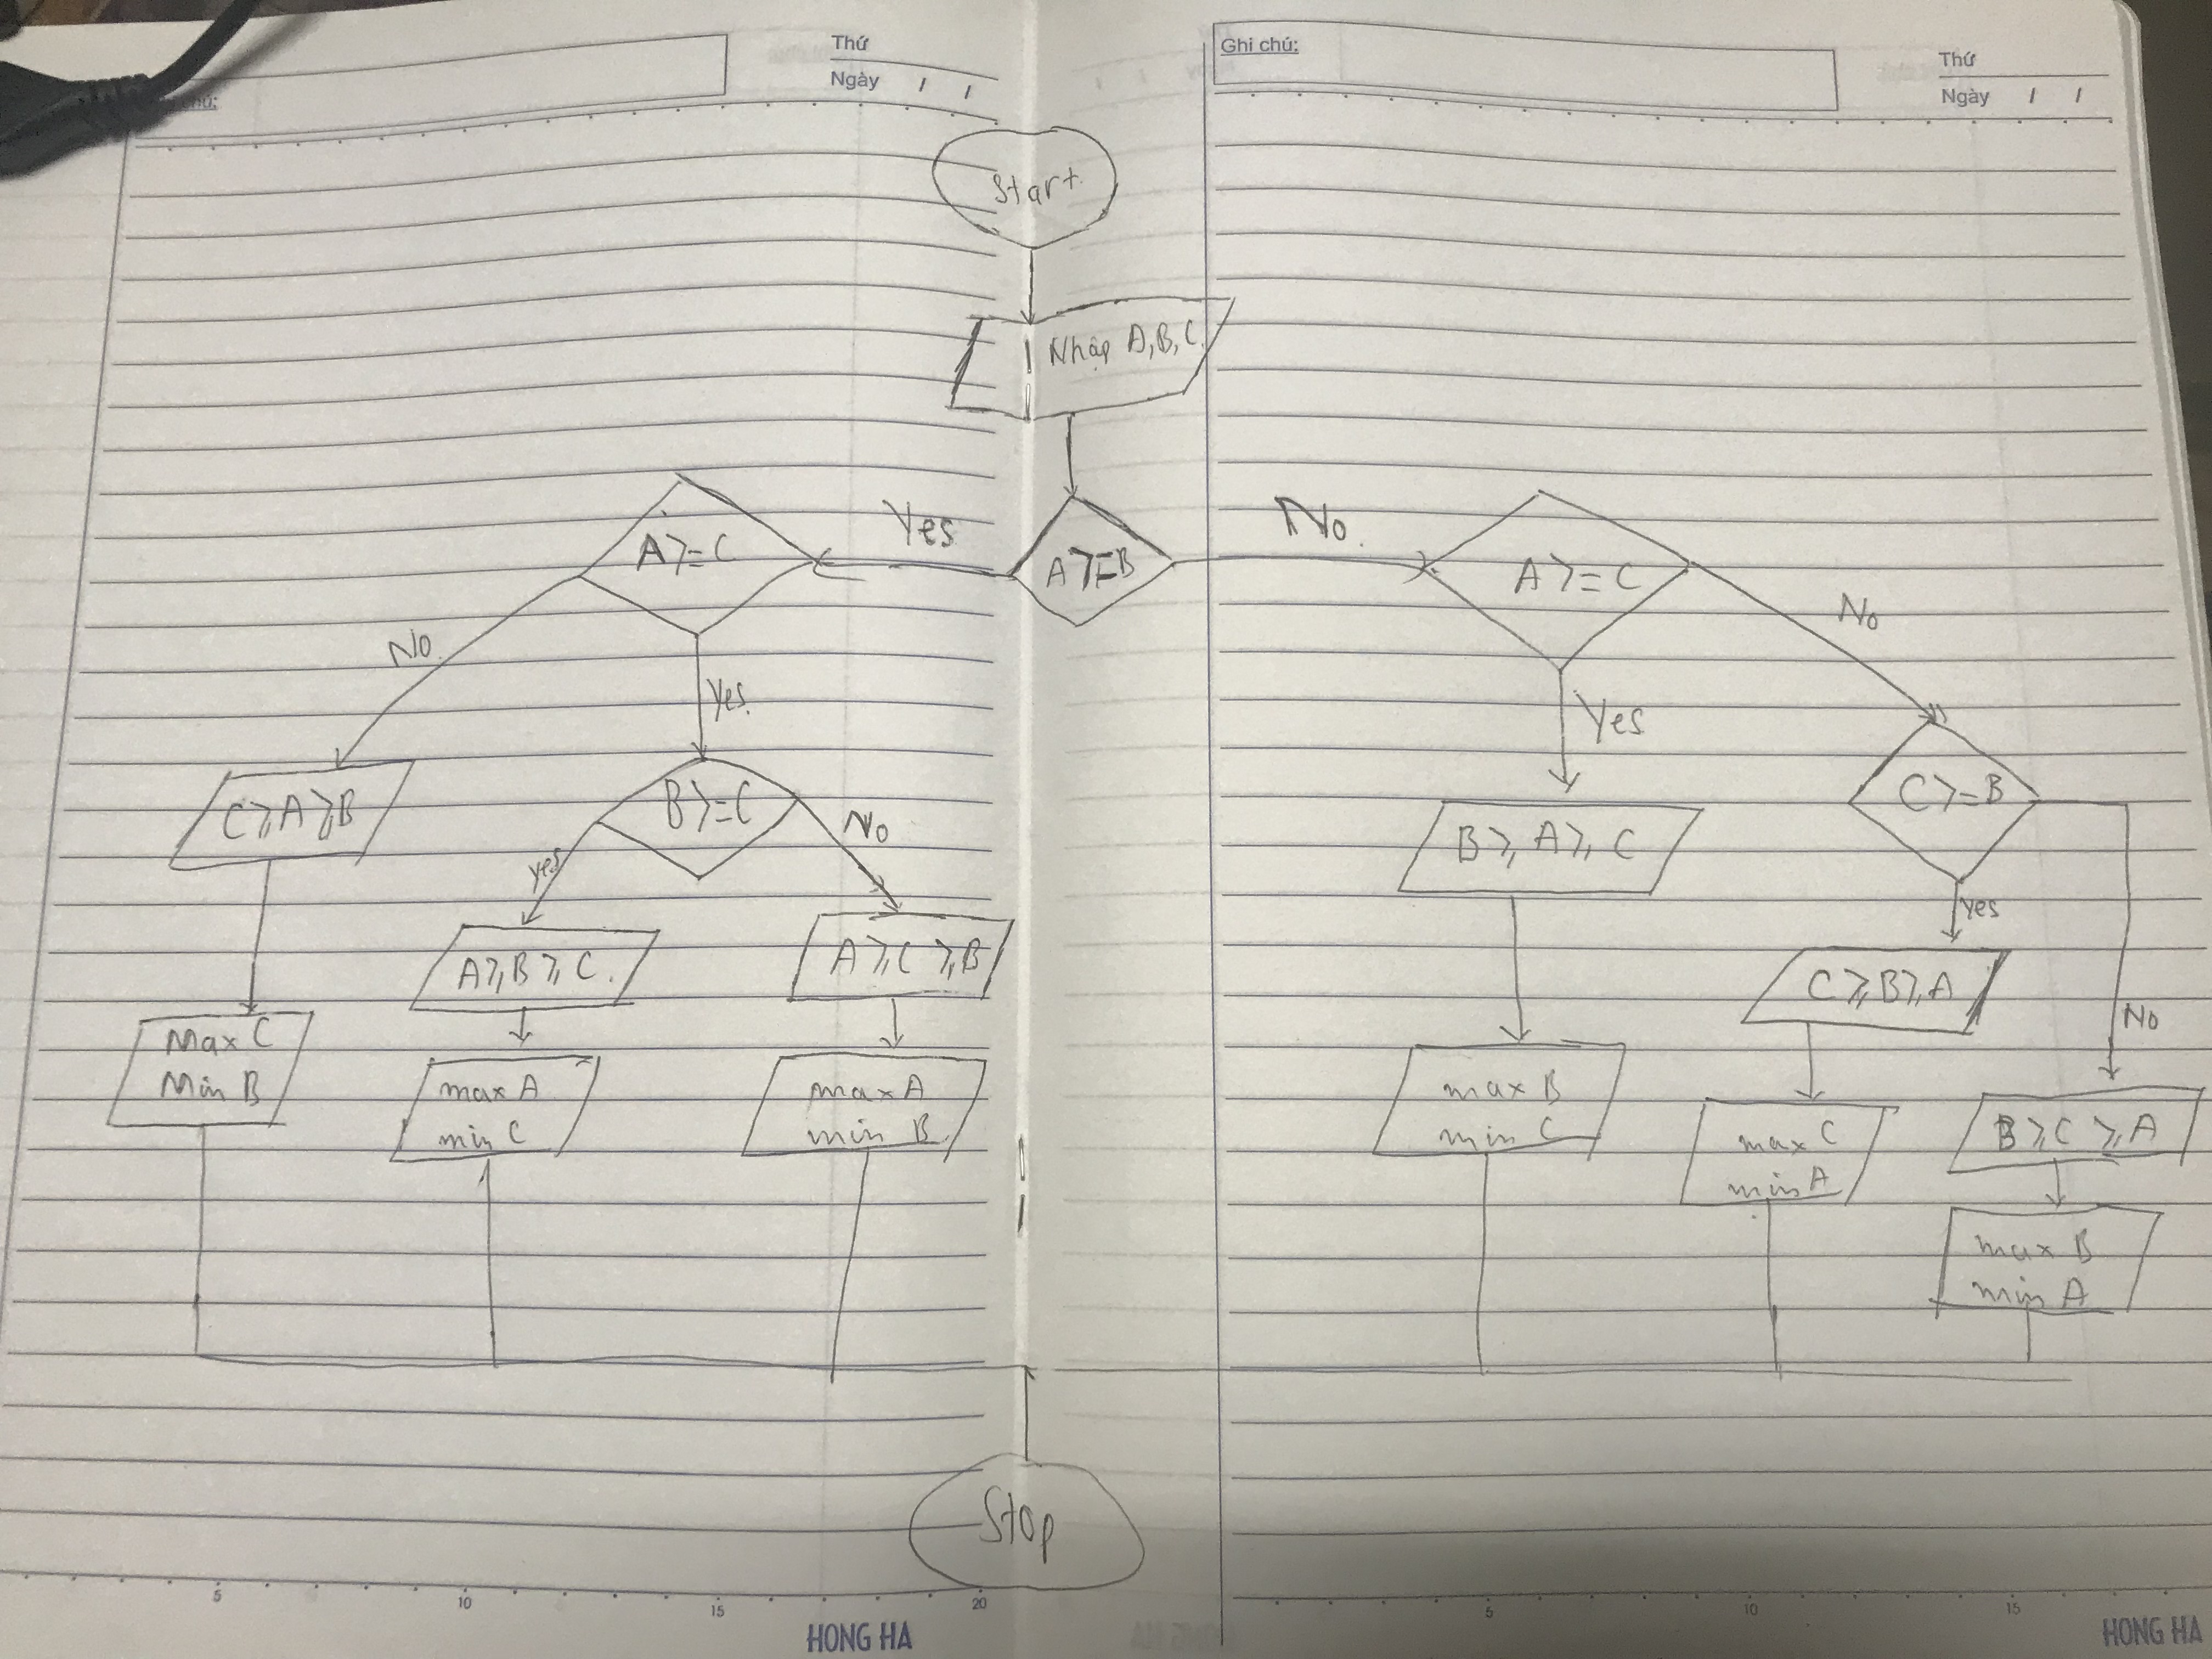 Ghi chú:
Thứ
Ngày / /
Thứ
Ngày / /
Start
Nhập A,B,C
A>=B
Yes
No.
A>=C
A>=C
No.
Yes.
Yes
No
C⩾A⩾B
B>=C
B⩾A⩾C
C>=B
yes
No
yes
No
A⩾B⩾C.
A⩾C⩾B
C⩾B⩾A
B⩾C⩾A
Max C
Min B
max A
min C
max A
min B
max B
min C
max C
min A
max B
min A
Stop
5
10
15
20
5
10
15
HONG HA
HONG HA